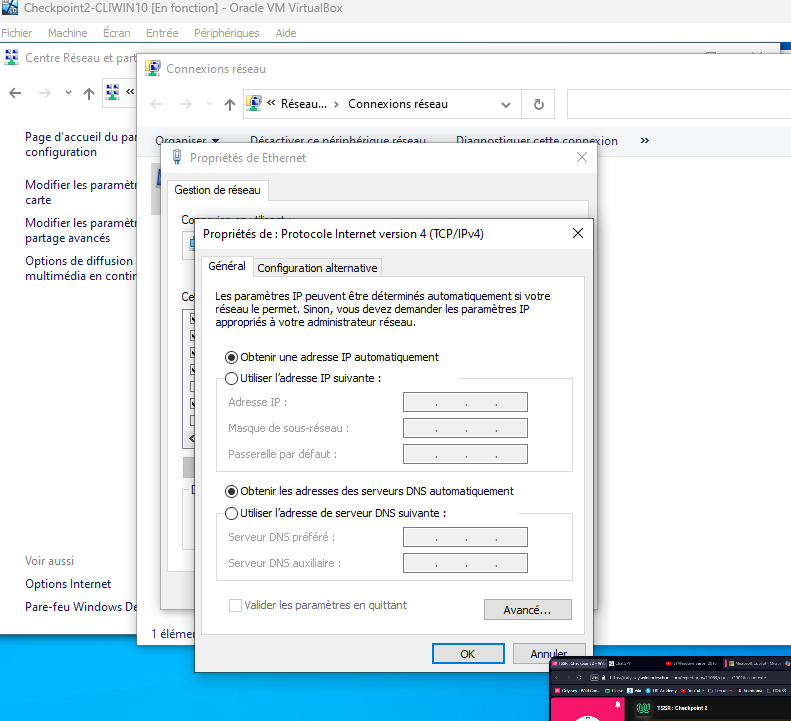 Checkpoint2-CLIWIN10 [En fonction] - Oracle VM VirtualBox
Fichier Machine Écran Entrée Périphériques Aide
Centre Réseau et part
Connexions réseau
« Réseau... › Connexions réseau
«
Page d'accueil du pa
configuration
Organiser Désactiver ce périphérique réseau Diagnostiquer cette connexion »
Propriétés de Ethernet
Modifier les paramètr
carte
Gestion de réseau
Modifier les paramètr
partage avancés
Connexion en utilisant :
Options de diffusion
multimédia en contin
Ce
Propriétés de : Protocole Internet version 4 (TCP/IPv4)
Général Configuration alternative
Les paramètres IP peuvent être déterminés automatiquement si votre
réseau le permet. Sinon, vous devez demander les paramètres IP
appropriés à votre administrateur réseau.
Obtenir une adresse IP automatiquement
Utiliser l'adresse IP suivante :
Adresse IP :
Masque de sous-réseau :
Passerelle par défaut :
Obtenir les adresses des serveurs DNS automatiquement
Utiliser l'adresse de serveur DNS suivante :
Serveur DNS préféré :
Serveur DNS auxiliaire :
Valider les paramètres en quittant
Avancé...
OK Annuler
Voir aussi
Options Internet
Pare-feu Windows De
1 élémen
TSSR : Checkpoint 2